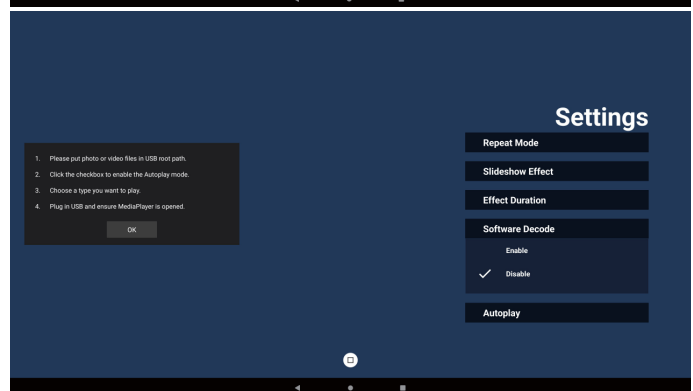 Settings
Repeat Mode
Slideshow Effect
Effect Duration
Software Decode
Enable
Disable
Autoplay
1. Please put photo or video files in USB root path.
2. Click the checkbox to enable the Autoplay mode.
3. Choose a type you want to play.
4. Plug in USB and ensure MediaPlayer is opened.
OK